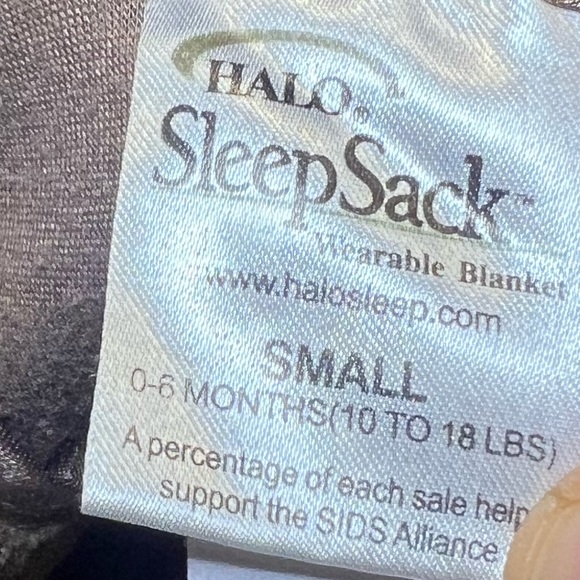 HALO®
SleepSack™
Wearable Blanket
www.halosleep.com
SMALL
0-6 MONTHS(10 TO 18 LBS)
A percentage of each sale help
support the SIDS Alliance